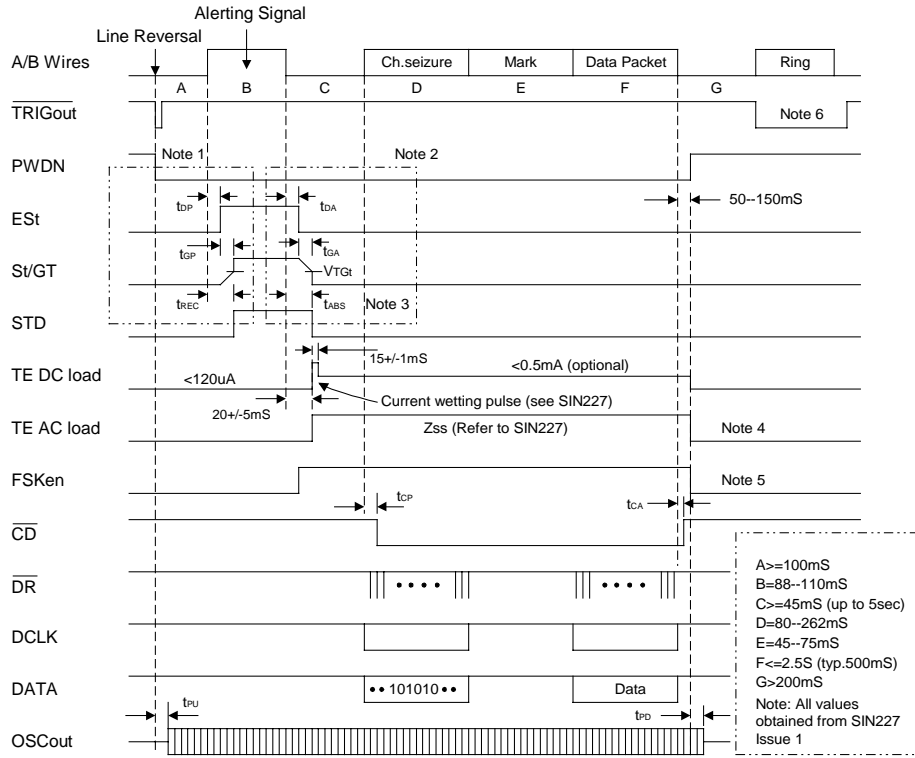 Alerting Signal
Line Reversal
A/B Wires
Ch.seizure
Mark
Data Packet
Ring
A
B
C
D
E
F
G
TRIGout
Note 6
PWDN
Note 1
Note 2
50--150mS
tDP
tDA
ESt
tGP
tGA
St/GT
VTGt
tREC
tABS
Note 3
STD
15+/-1mS
TE DC load
<120uA
<0.5mA (optional)
Current wetting pulse (see SIN227)
20+/-5mS
TE AC load
Zss (Refer to SIN227)
Note 4
FSKen
Note 5
tCP
tCA
CD
DR
DCLK
DATA
101010
Data
tPU
tPD
OSCout
A>=100mS
B=88--110mS
C>=45mS (up to 5sec)
D=80--262mS
E=45--75mS
F<=2.5S (typ.500mS)
G>200mS
Note: All values
obtained from SIN227
Issue 1